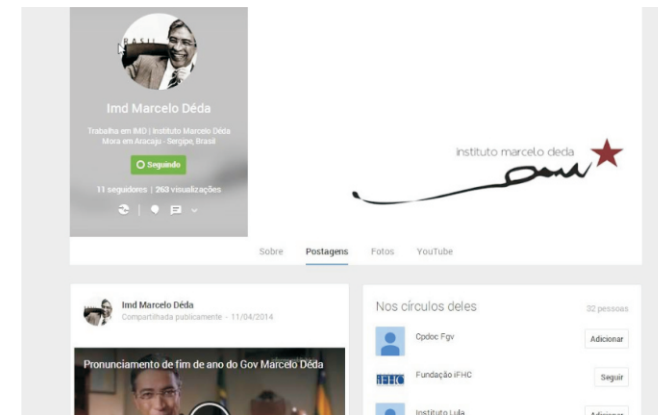 BRASIL
Imd Marcelo Déda
Trabalha em IMD | Instituto Marcelo Déda
Mora em Aracaju - Sergipe, Brasil
Seguindo
11 seguidores | 263 visualizações
instituto marcelo deda
Sobre Postagens Fotos YouTube
Imd Marcelo Déda
Compartilhada publicamente - 11/04/2014
Pronunciamento de fim de ano do Gov Marcelo Déda
Nos círculos deles
32 pessoas
Cpdoc Fgv
Adicionar
iFHC
Fundação iFHC
Seguir
Instituto Lula
Adicionar